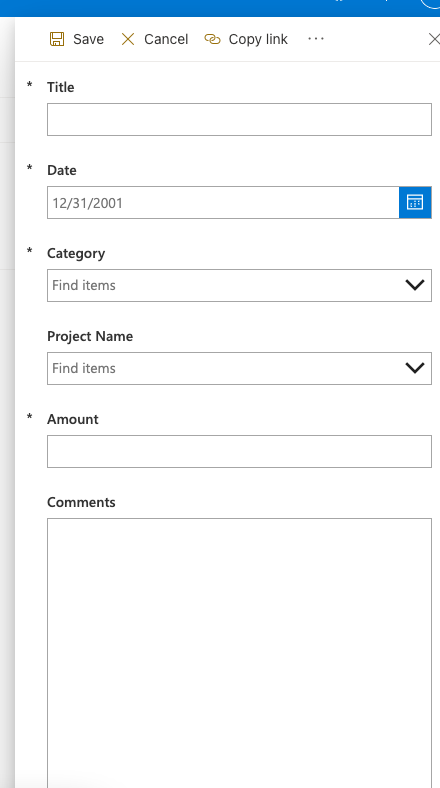 Save Cancel Copy link ...
* Title
* Date
12/31/2001
* Category
Find items
Project Name
Find items
* Amount
Comments